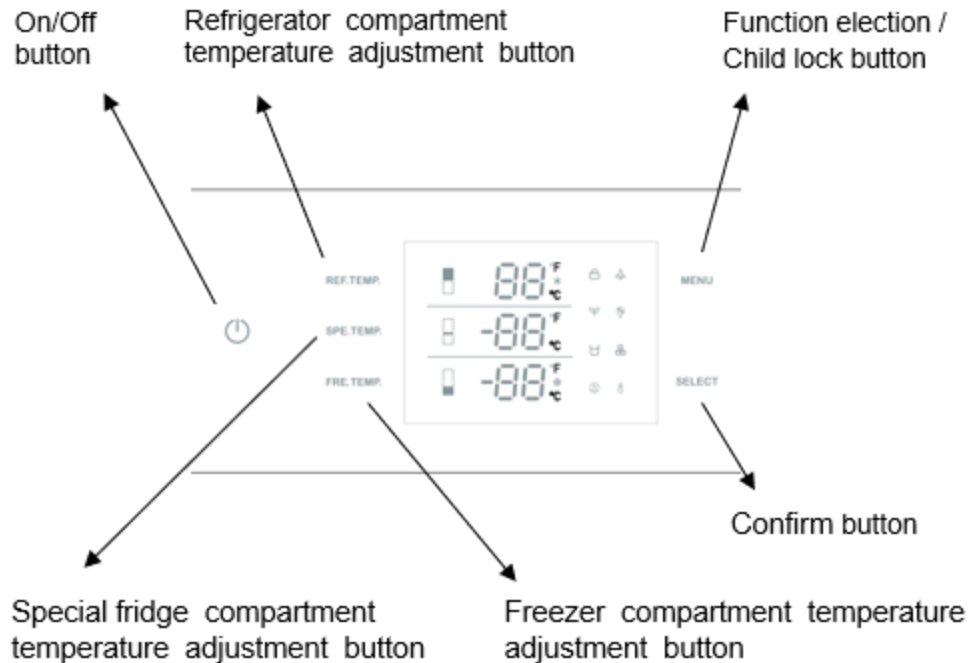 On/Off
button
Refrigerator compartment
temperature adjustment button
Function election /
Child lock button
REF.TEMP.
SPE.TEMP.
FRE.TEMP.
88 °F °C
-88 °F °C
-88 °F °C
MENU
SELECT
Confirm button
Special fridge compartment
temperature adjustment button
Freezer compartment temperature
adjustment button